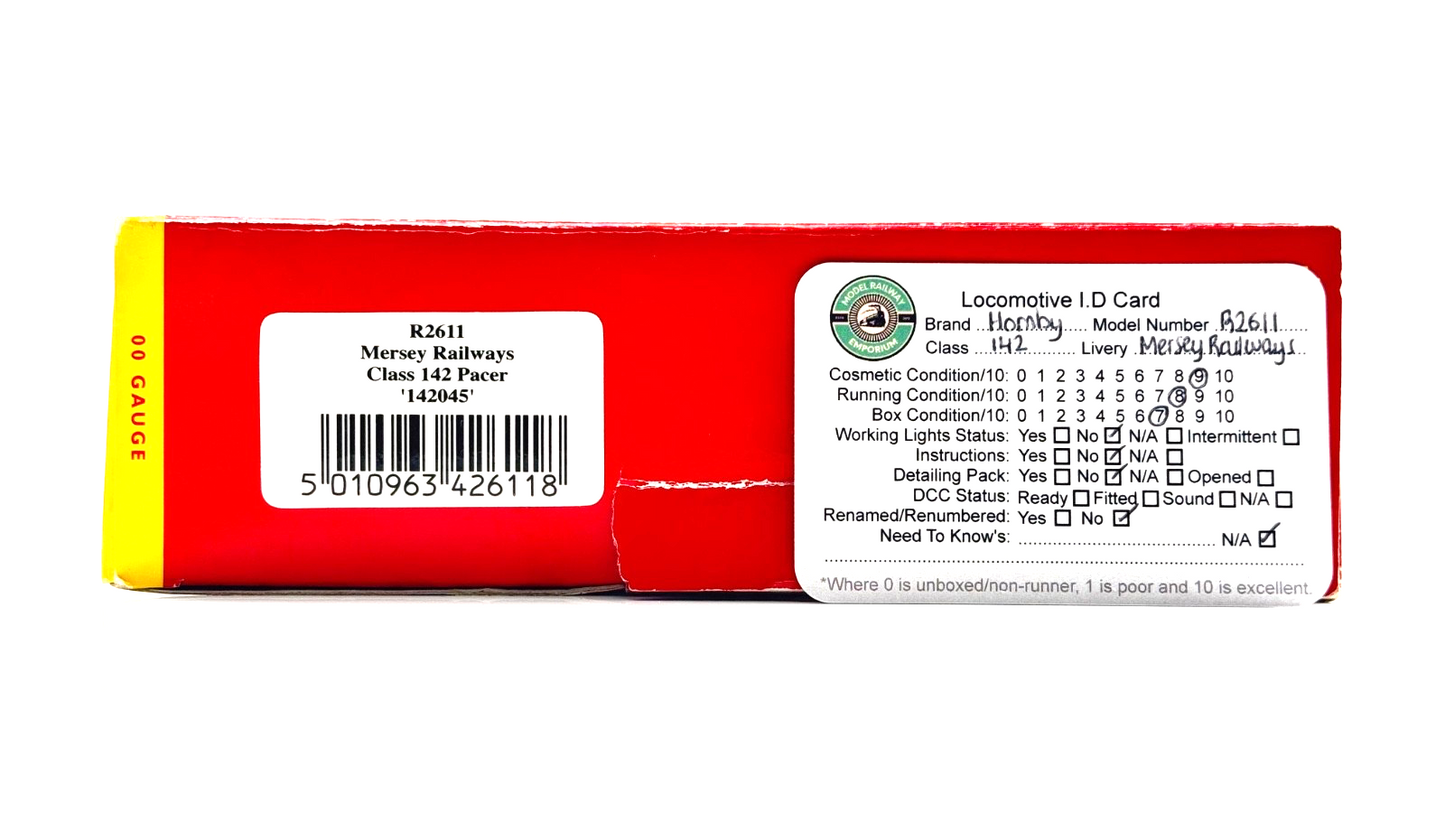 00 GAUGE
R2611
Mersey Railways
Class 142 Pacer
'142045'
5 010963 426118
MODEL RAILWAY
EMPORIUM
Locomotive I.D Card
Brand ..Hornby..... Model Number .R2611......
Class ....142........... Livery .Mersey Railways..
Cosmetic Condition/10: 0 1 2 3 4 5 6 7 8 9 10
Running Condition/10: 0 1 2 3 4 5 6 7 8 9 10
Box Condition/10: 0 1 2 3 4 5 6 7 8 9 10
Working Lights Status: Yes ☐ No ☑ N/A ☐ Intermittent ☐
Instructions: Yes ☐ No ☑ N/A ☐
Detailing Pack: Yes ☐ No ☑ N/A ☐ Opened ☐
DCC Status: Ready ☐ Fitted ☐ Sound ☐ N/A ☐
Renamed/Renumbered: Yes ☐ No ☑
Need To Know's: ........................................ N/A ☑
*Where 0 is unboxed/non-runner, 1 is poor and 10 is excellent.